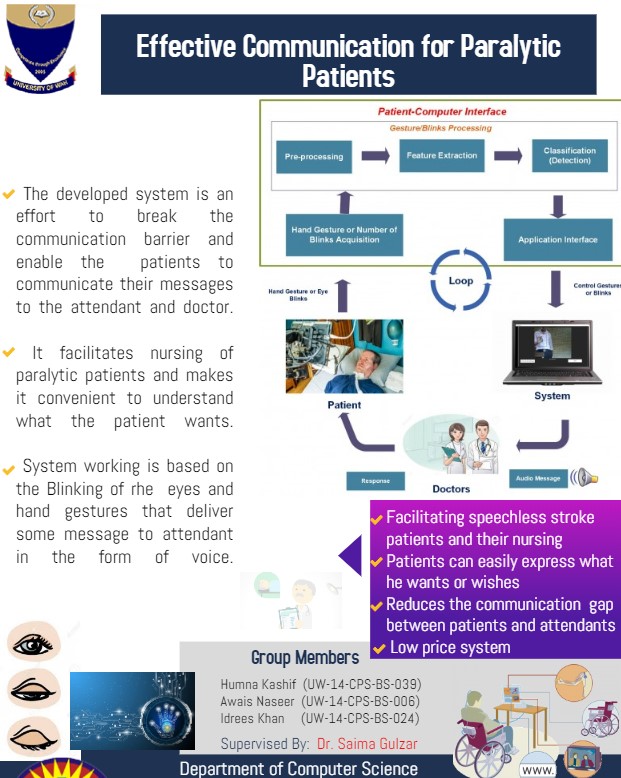 2005
UNIVERSITY OF WAH
Effective Communication for Paralytic
Patients
The developed system is an
effort to break the
communication barrier and
enable the patients to
communicate their messages
to the attendant and doctor.
It facilitates nursing of
paralytic patients and makes
it convenient to understand
what the patient wants.
System working is based on
the Blinking of rhe eyes and
hand gestures that deliver
some message to attendant
in the form of voice.
Patient-Computer Interface
Gesture/Blinks Processing
Pre-processing
Feature Extraction
Classification
(Detection)
Hand Gesture or Number of
Blinks Acquisition
Application Interface
Loop
Hand Gesture or Eye
Blinks
Control Gestures
or Blinks
Patient
System
Response
Doctors
Audio Message
Facilitating speechless stroke
patients and their nursing
Patients can easily express what
he wants or wishes
Reduces the communication gap
between patients and attendants
Low price system
Group Members
Humna Kashif (UW-14-CPS-BS-039)
Awais Naseer (UW-14-CPS-BS-006)
Idrees Khan (UW-14-CPS-BS-024)
Supervised By: Dr. Saima Gulzar
Department of Computer Science
www.